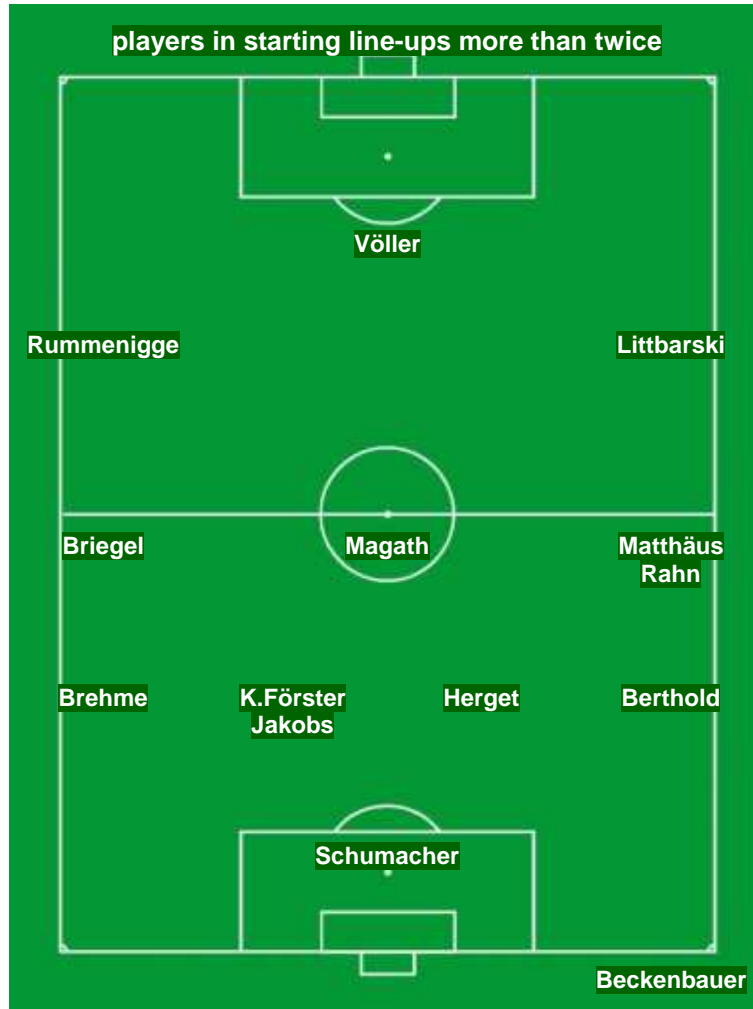 players in starting line-ups more than twice
Völler
Rummenigge
Littbarski
Briegel
Magath
Matthäus
Rahn
Brehme
K.Förster
Jakobs
Herget
Berthold
Schumacher
Beckenbauer